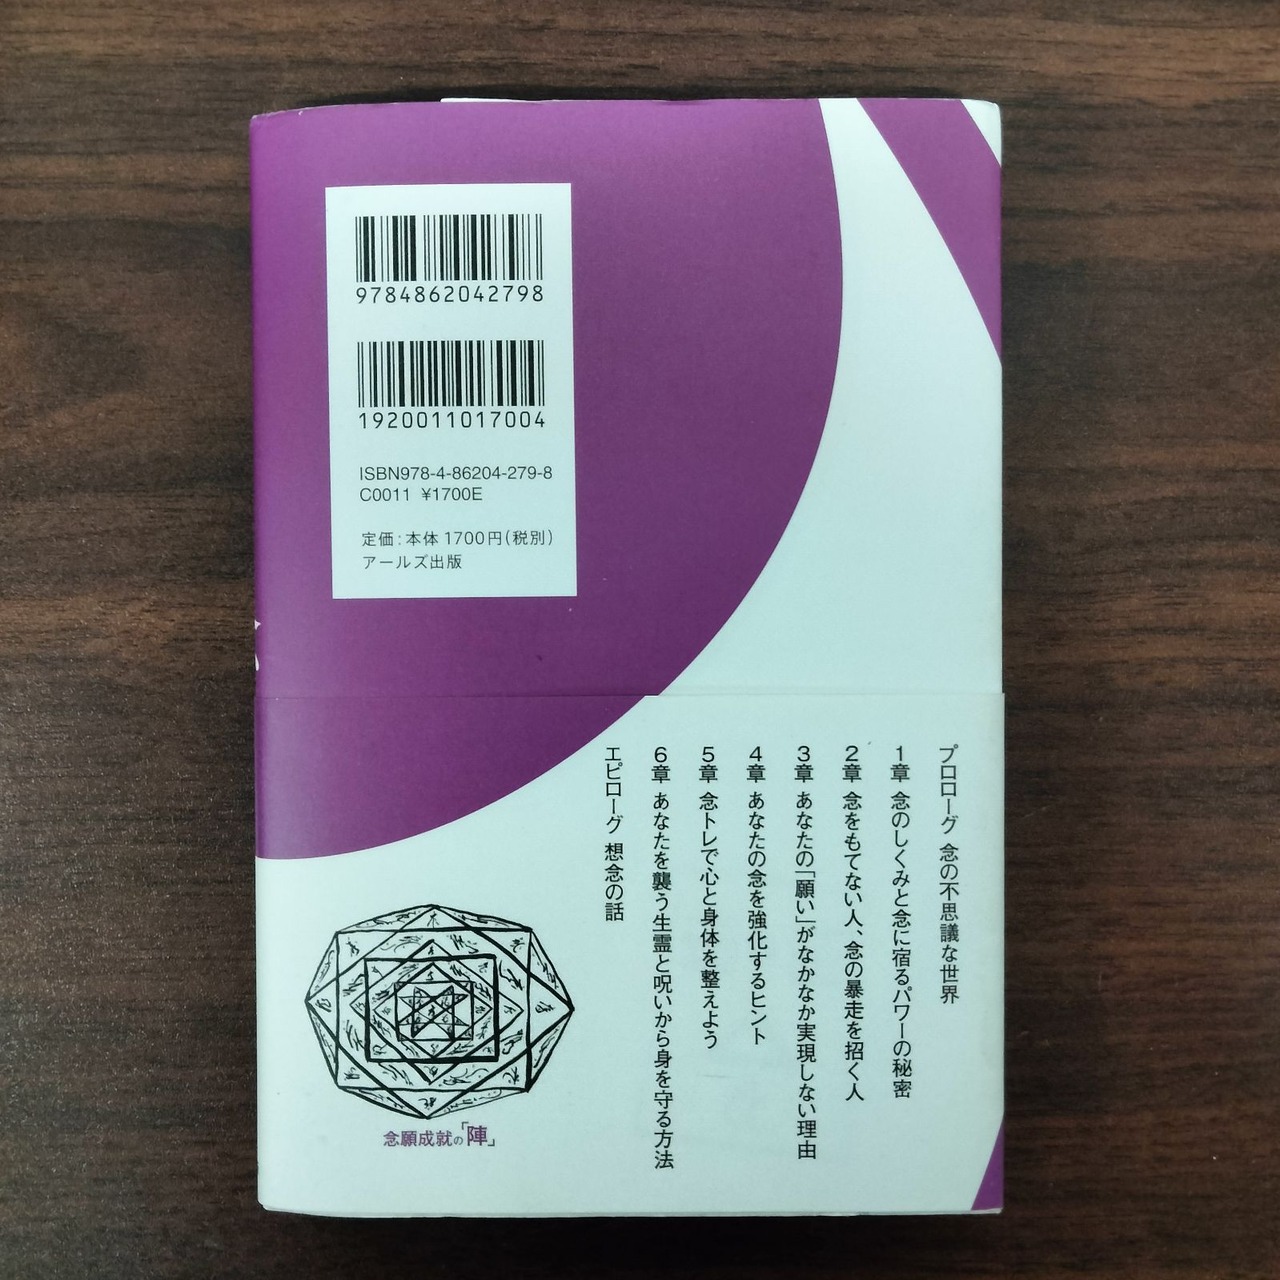 9784862042798
1920011017004
ISBN978-4-86204-279-8
C0011 ¥1700E
定価:本体1700円(税別)
アールズ出版
プロローグ 念の不思議な世界
1章 念のしくみと念に宿るパワーの秘密
2章 念をもてない人、念の暴走を招く人
3章 あなたの「願い」がなかなか実現しない理由
4章 あなたの念を強化するヒント
5章 念トレで心と身体を整えよう
6章 あなたを襲う生霊と呪いから身を守る方法
エピローグ 想念の話
念願成就の「陣」